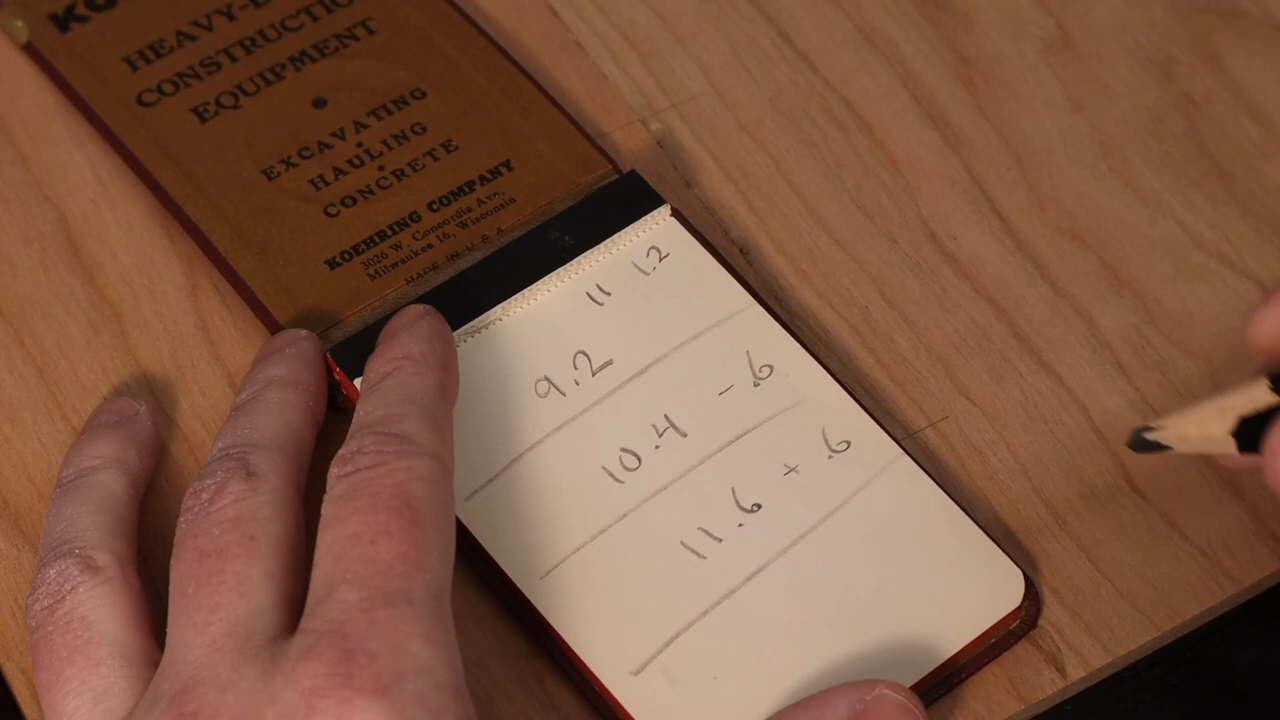 HEAVY-D
CONSTRUCTIO
EQUIPMENT
EXCAVATING
HAULING
CONCRETE
KOEHRING COMPANY
3026 W. Concordia Ave.
Milwaukee 16, Wisconsin
MADE IN U.S.A.
11 1.2
9.2
10.4 -.6
11.6 + .6